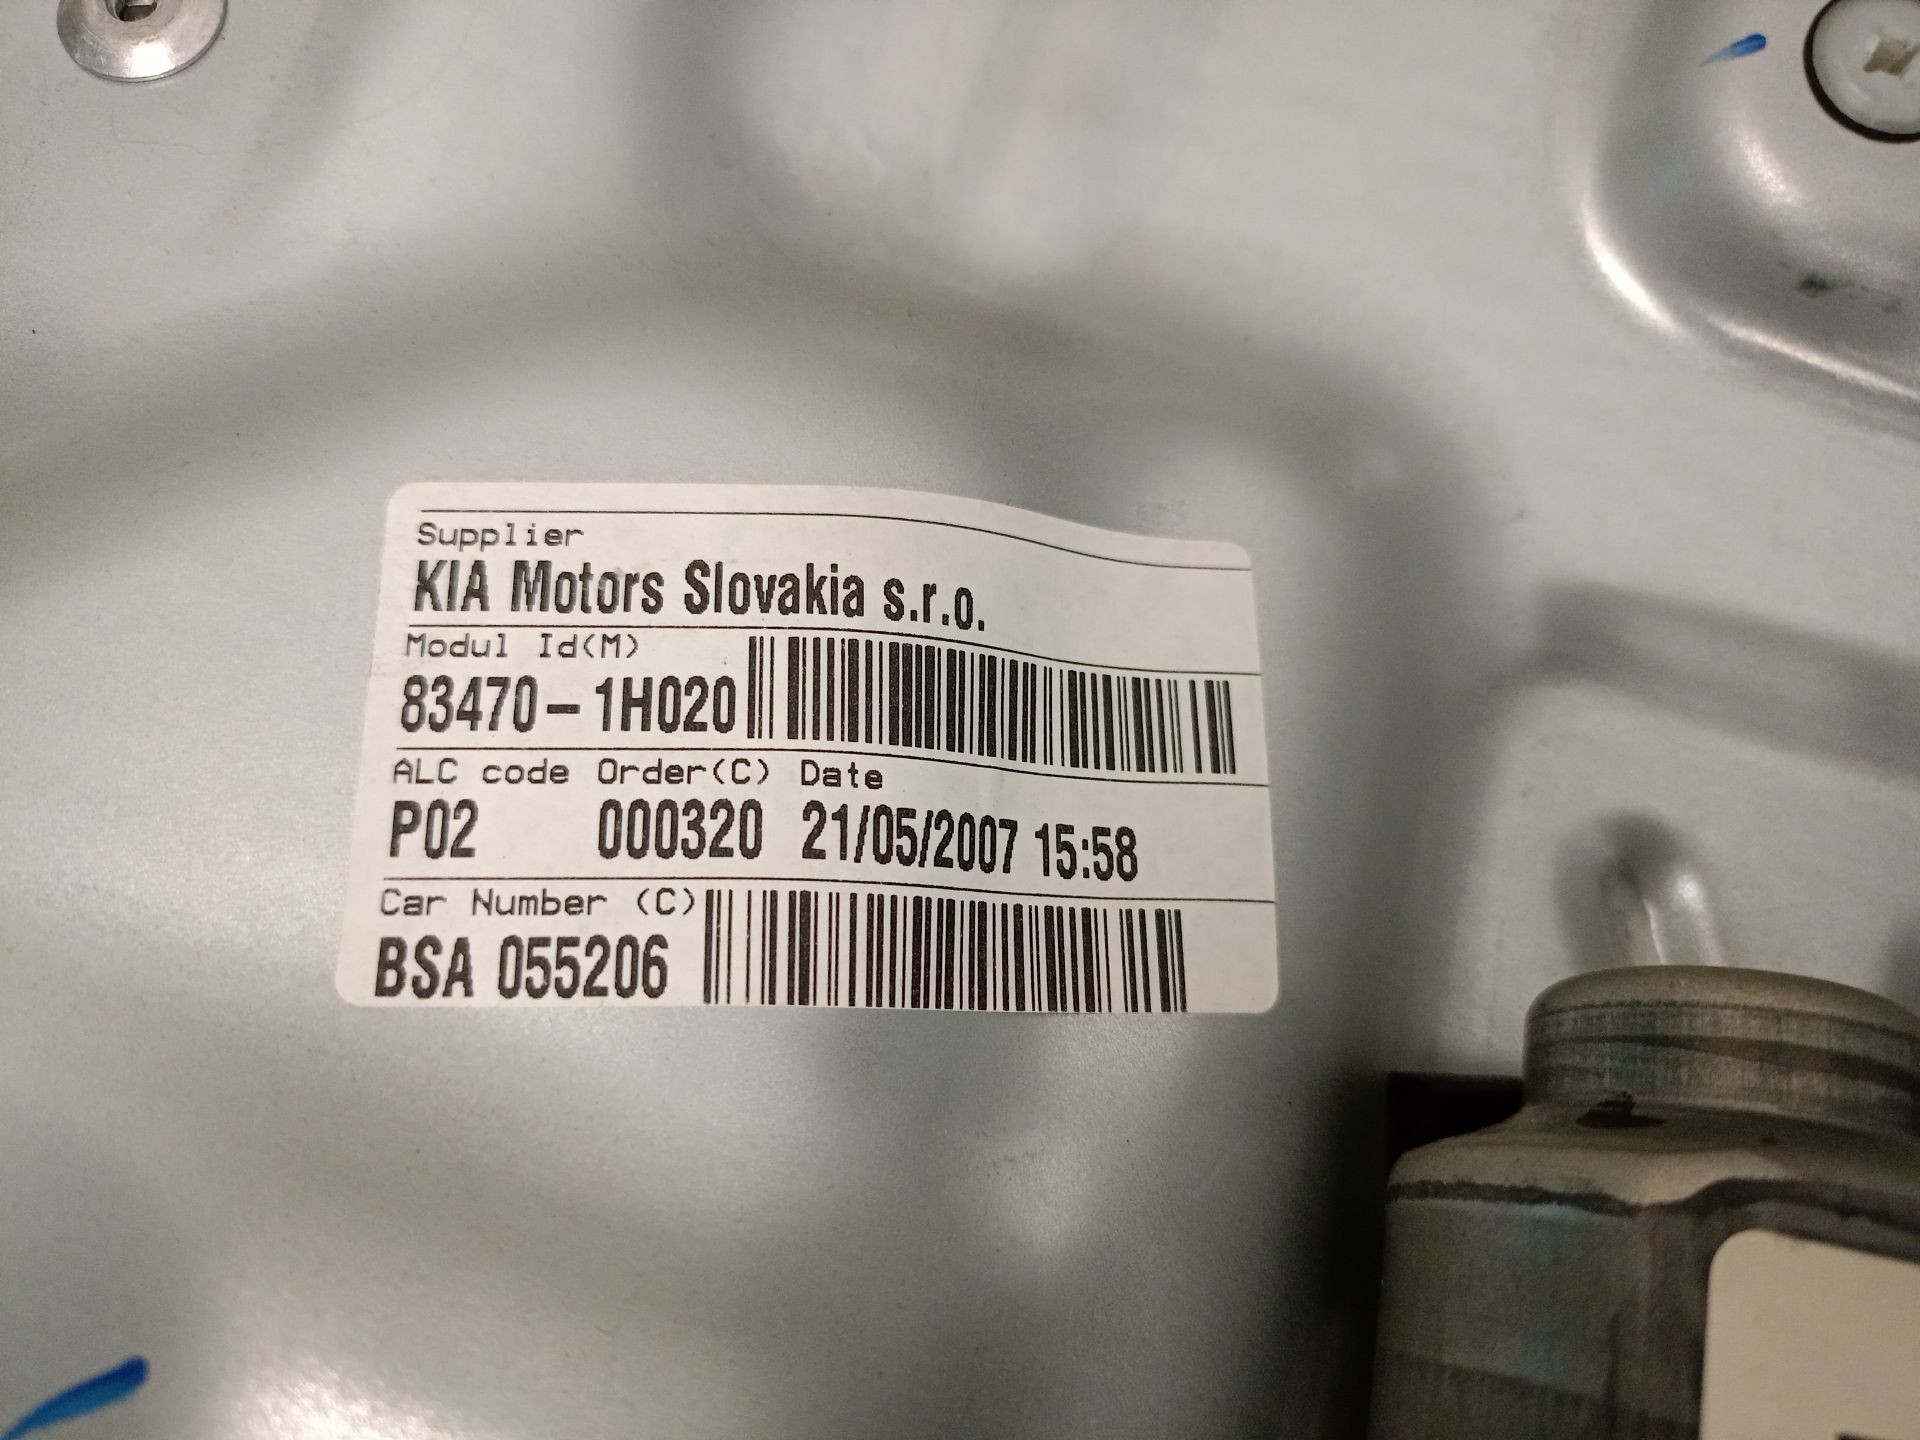 Supplier
KIA Motors Slovakia s.r.o.
Modul Id(M)
83470-1H020
ALC code Order(C) Date
P02 000320 21/05/2007 15:58
Car Number (C)
BSA 055206